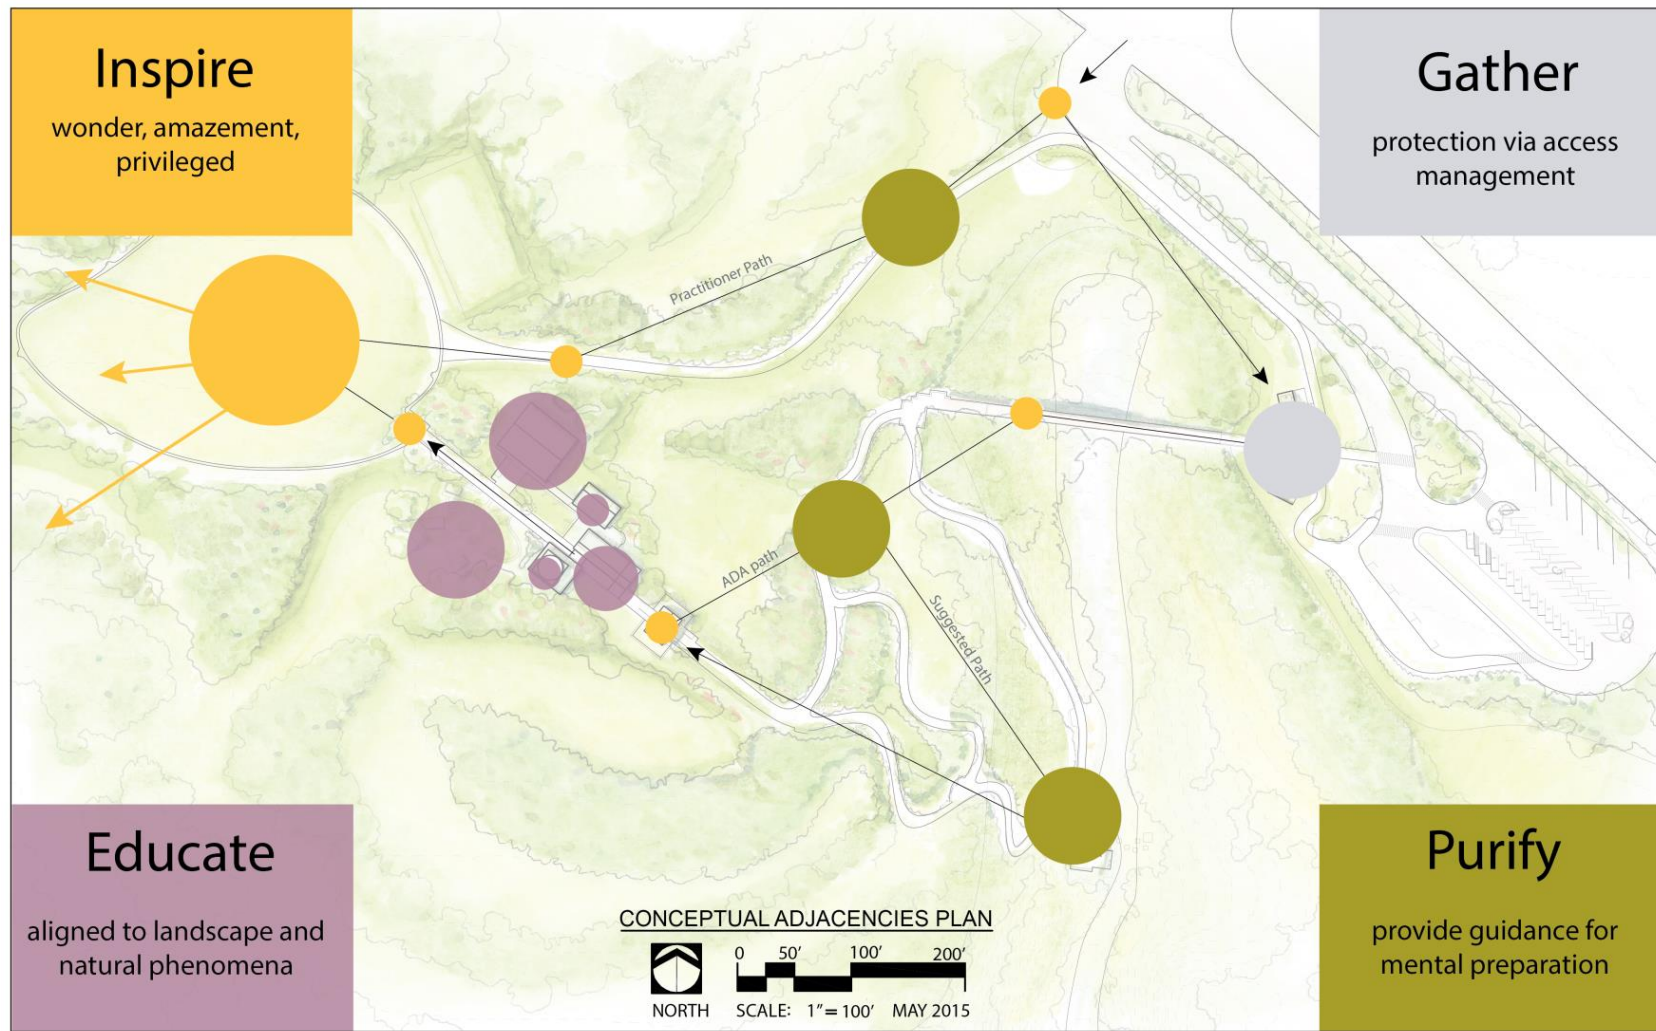 Inspire
wonder, amazement,
privileged
Gather
protection via access
management
Practitioner Path
ADA path
Suggested Path
Educate
aligned to landscape and
natural phenomena
CONCEPTUAL ADJACENCIES PLAN
0 50' 100' 200'
NORTH SCALE: 1"=100' MAY 2015
Purify
provide guidance for
mental preparation